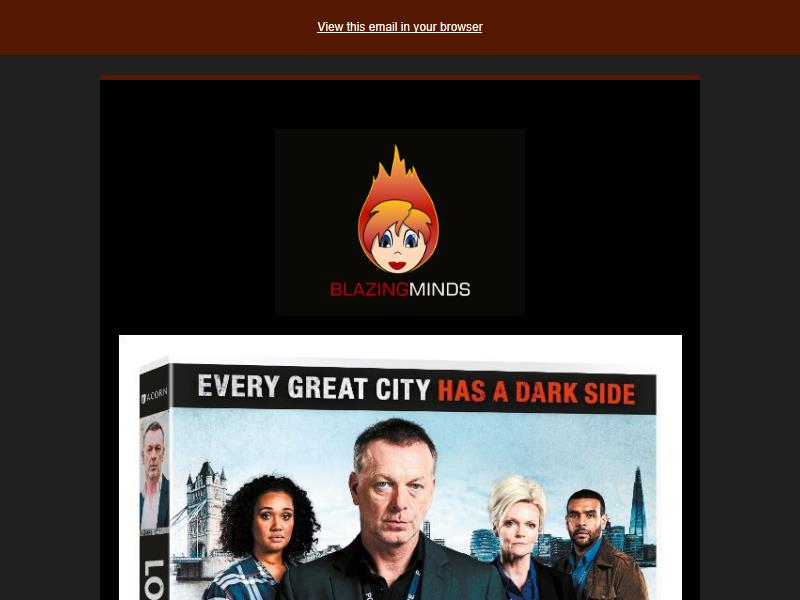 View this email in your browser
BLAZINGMINDS
EVERY GREAT CITY HAS A DARK SIDE
ACORN
LO